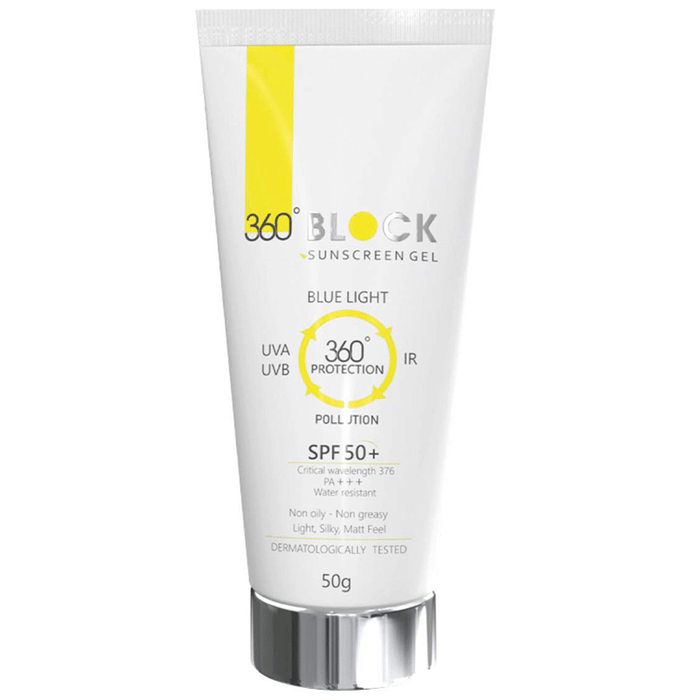 360° BLOCK
SUNSCREEN GEL
BLUE LIGHT
UVA
UVB
360°
PROTECTION
IR
POLLUTION
SPF 50+
Critical wavelength 376
PA + + +
Water resistant
Non oily - Non greasy
Light, Silky, Matt Feel
DERMATOLOGICALLY TESTED
50g